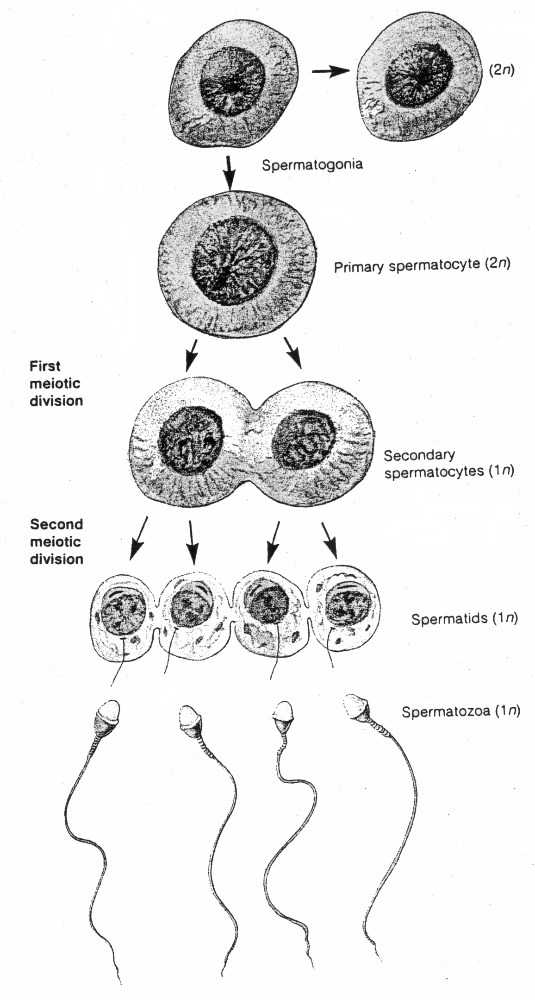 (2n)
Spermatogonia
Primary spermatocyte (2n)
First
meiotic
division
Secondary
spermatocytes (1n)
Second
meiotic
division
Spermatids (1n)
Spermatozoa (1n)